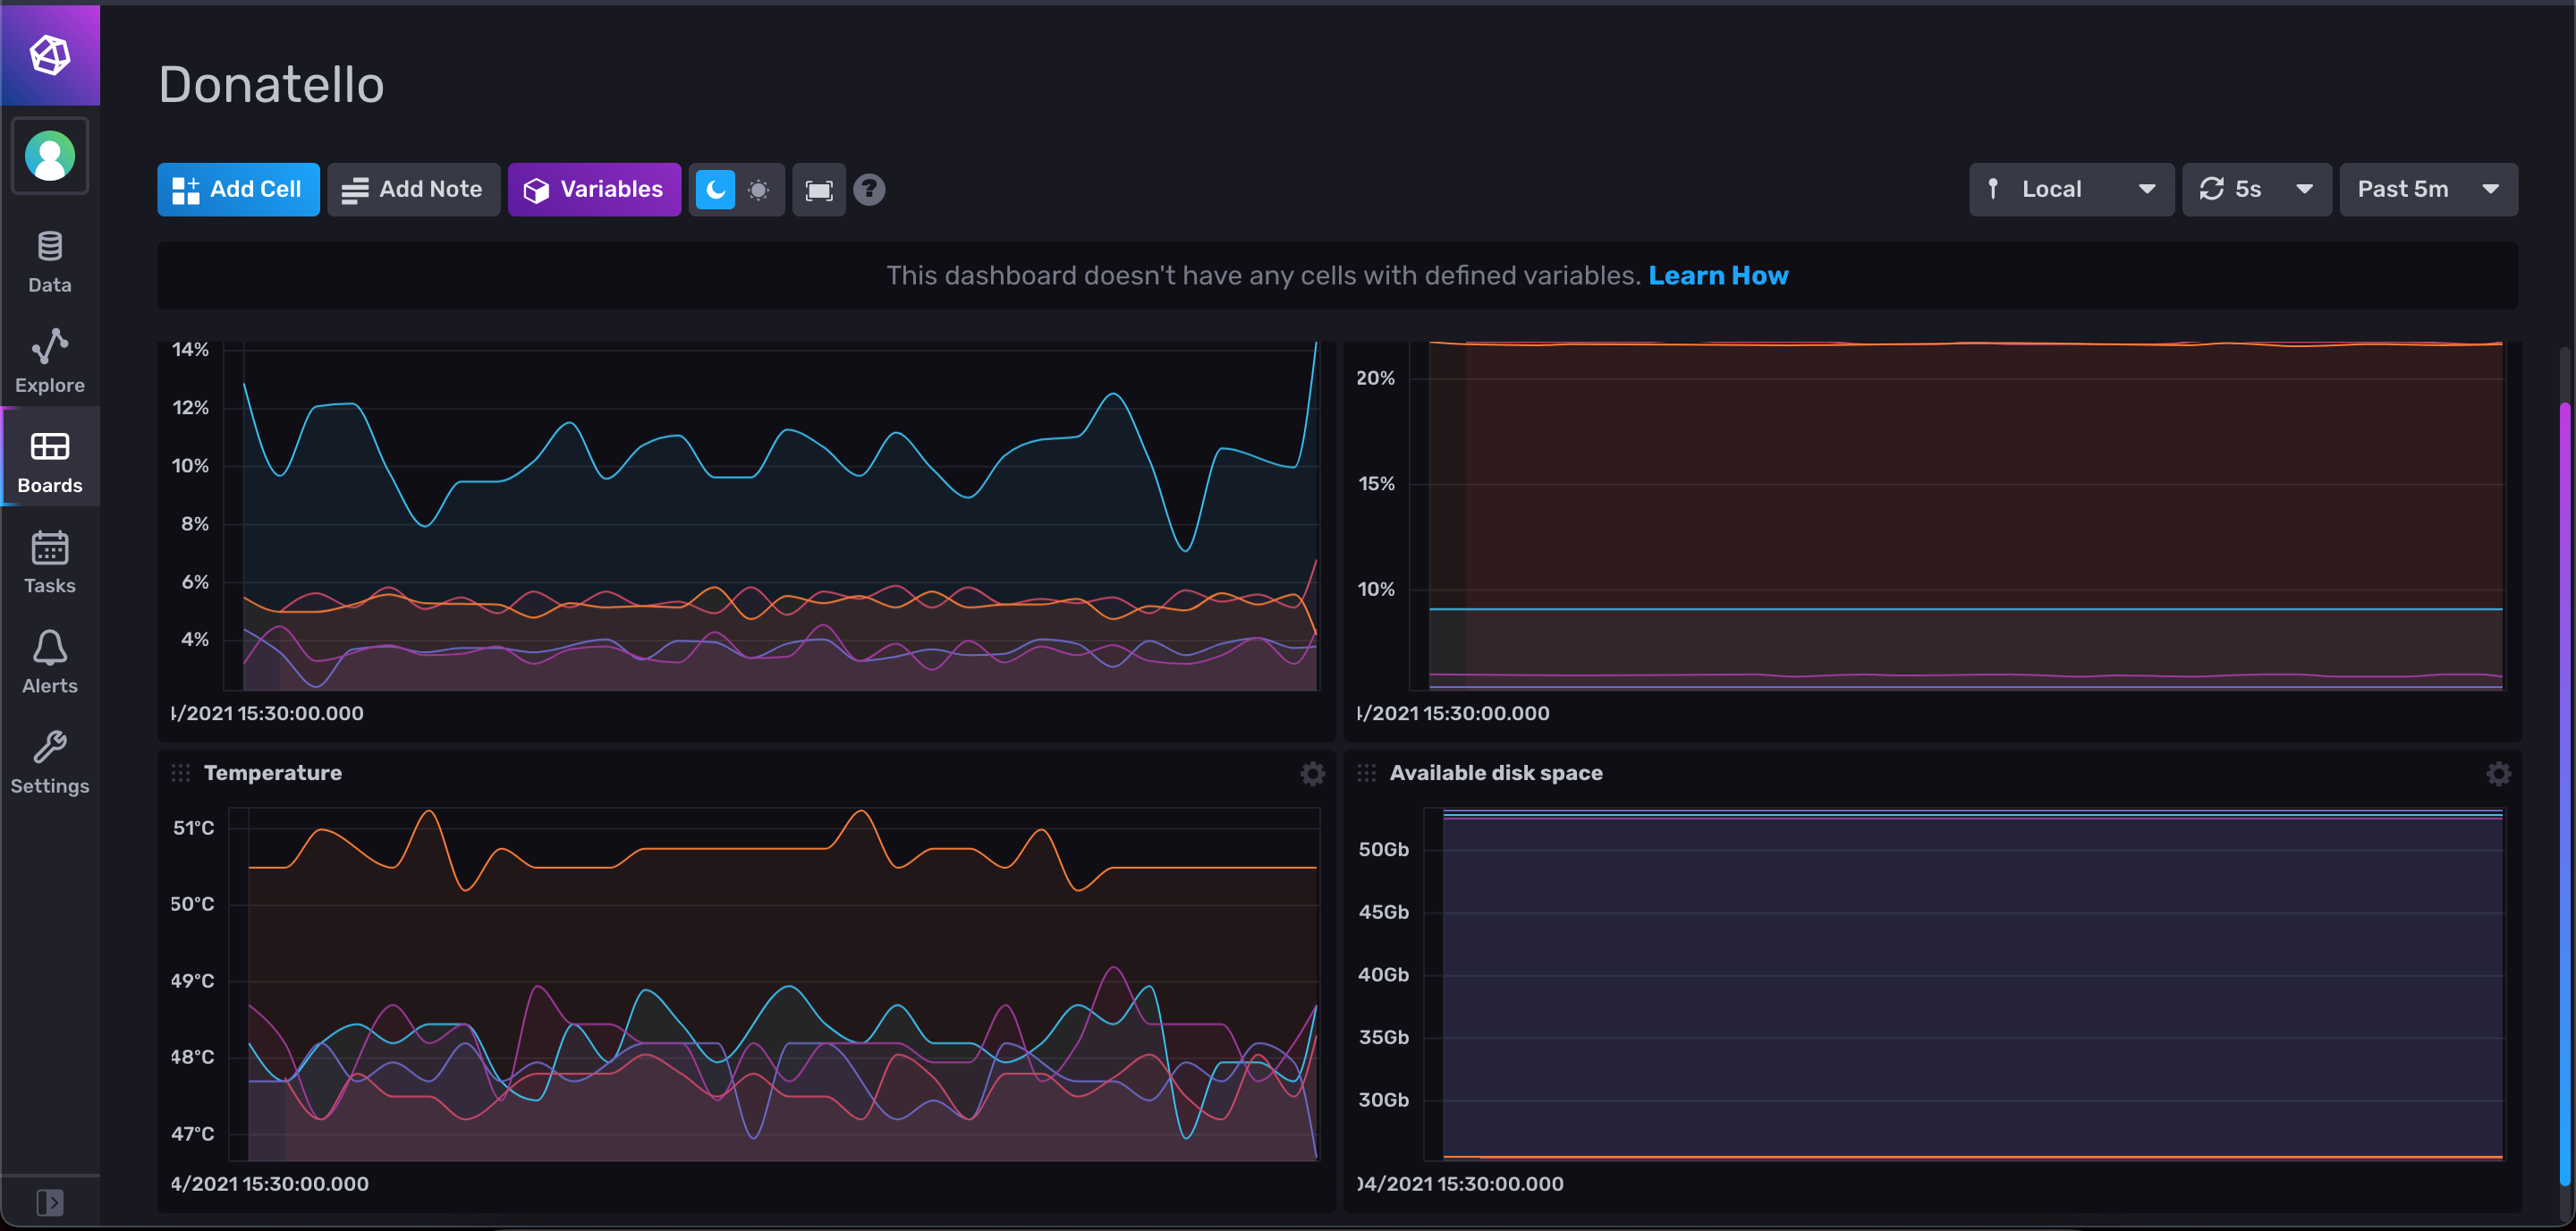 Donatello
Add Cell
Add Note
Variables
?
Local
5s
Past 5m
Data
Explore
Boards
Tasks
Alerts
Settings
This dashboard doesn't have any cells with defined variables. Learn How
14%
12%
10%
8%
6%
4%
4/2021 15:30:00.000
20%
15%
10%
4/2021 15:30:00.000
Temperature
51°C
50°C
49°C
48°C
47°C
4/2021 15:30:00.000
Available disk space
50Gb
45Gb
40Gb
35Gb
30Gb
04/2021 15:30:00.000